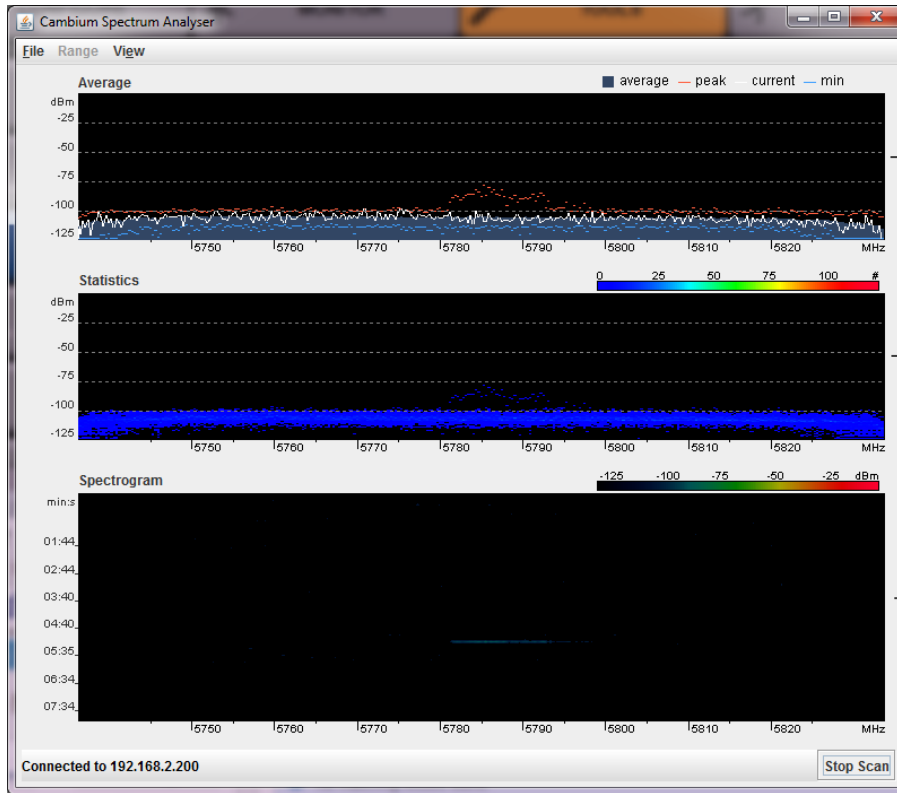 Cambium Spectrum Analyser
File Range View
Average
average peak current min
dBm
-25
-50
-75
-100
-125
5750 5760 5770 5780 5790 5800 5810 5820 MHz
Statistics
0 25 50 75 100 #
dBm
-25
-50
-75
-100
-125
5750 5760 5770 5780 5790 5800 5810 5820 MHz
Spectrogram
-125 -100 -75 -50 -25 dBm
min:s
01:44
02:44
03:40
04:40
05:35
06:34
07:34
5750 5760 5770 5780 5790 5800 5810 5820 MHz
Connected to 192.168.2.200
Stop Scan